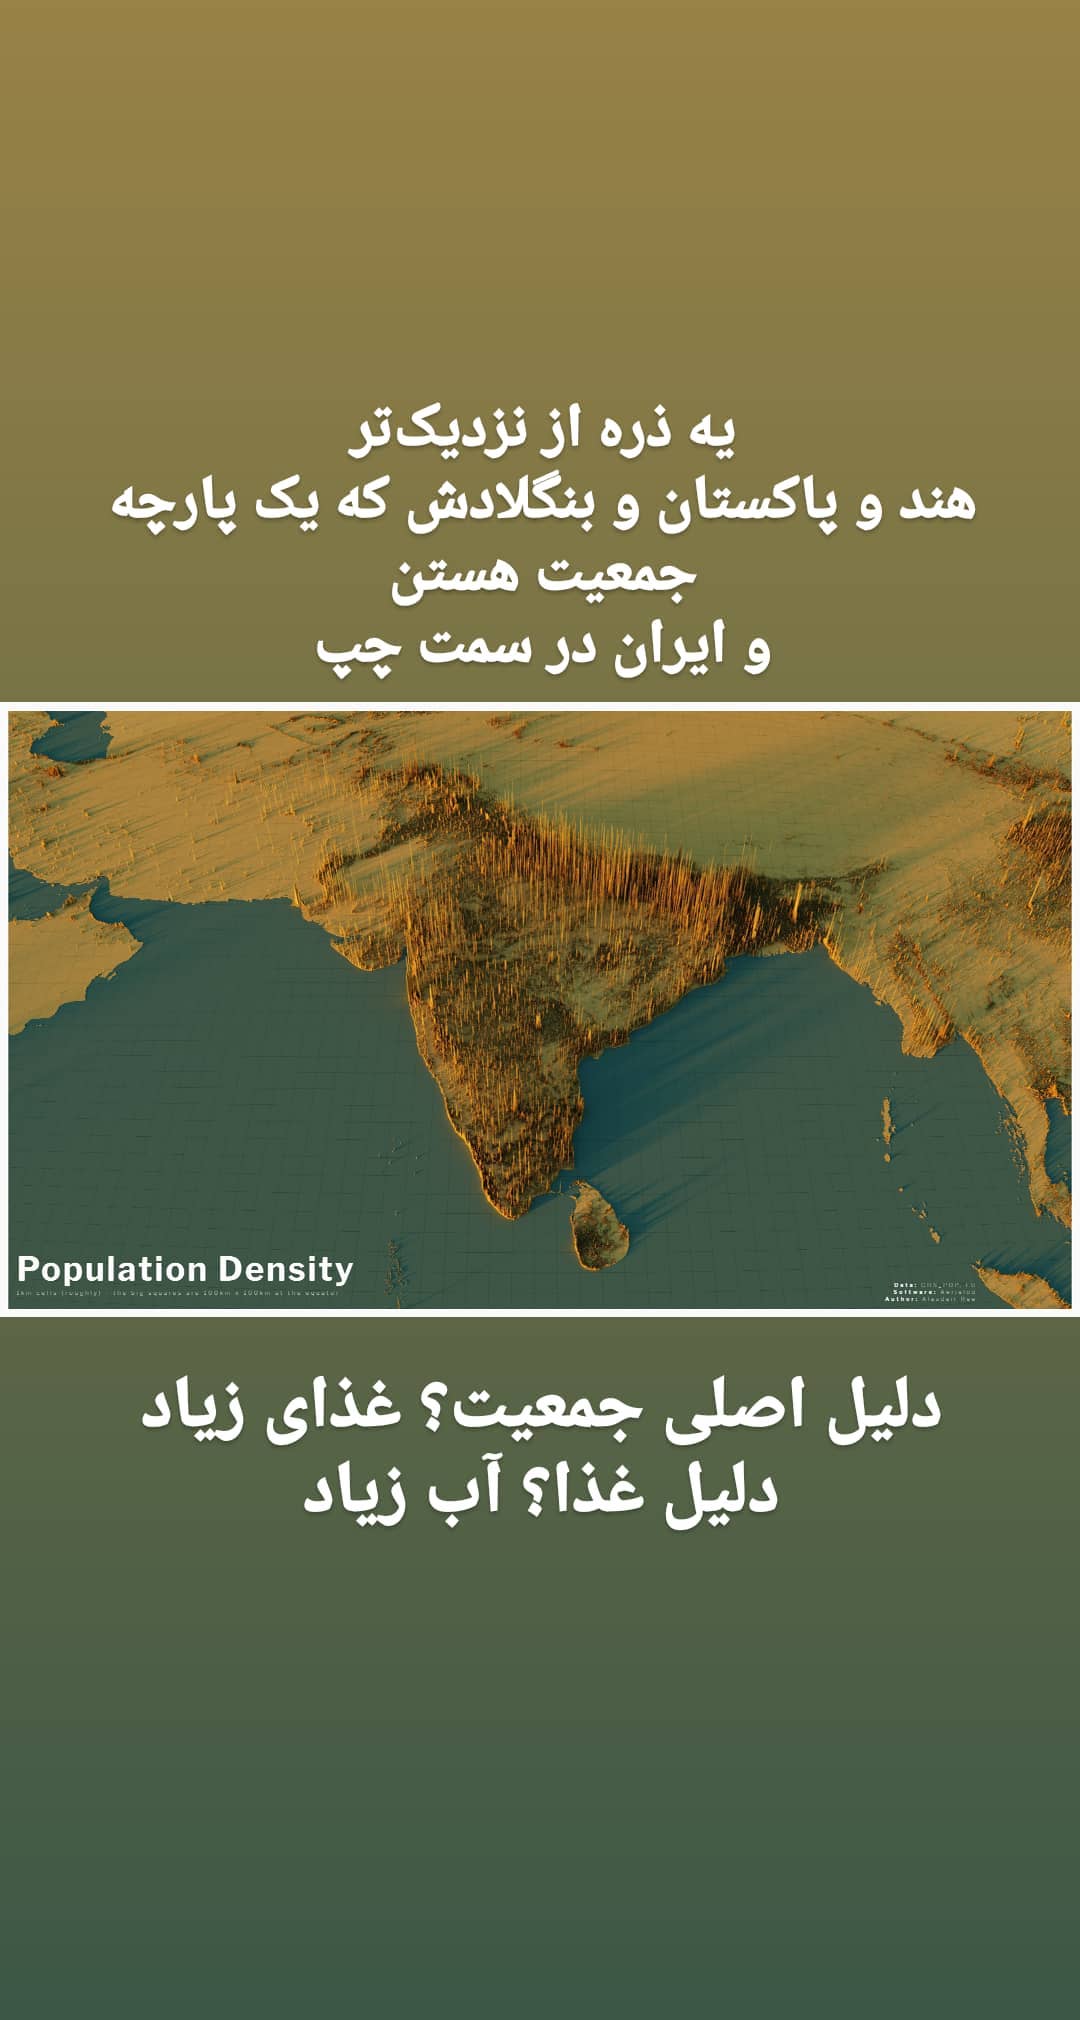 یه ذره از نزدیک‌تر
هند و پاکستان و بنگلادش که یک پارچه
جمعیت هستن
و ایران در سمت چپ
Population Density
1km cells (roughly) - the big squares are 100km x 100km at the equator
Data: GHS_POP,
Software: Aerialod
Author: Alasdair Rae
دلیل اصلی جمعیت؟ غذای زیاد
دلیل غذا؟ آب زیاد